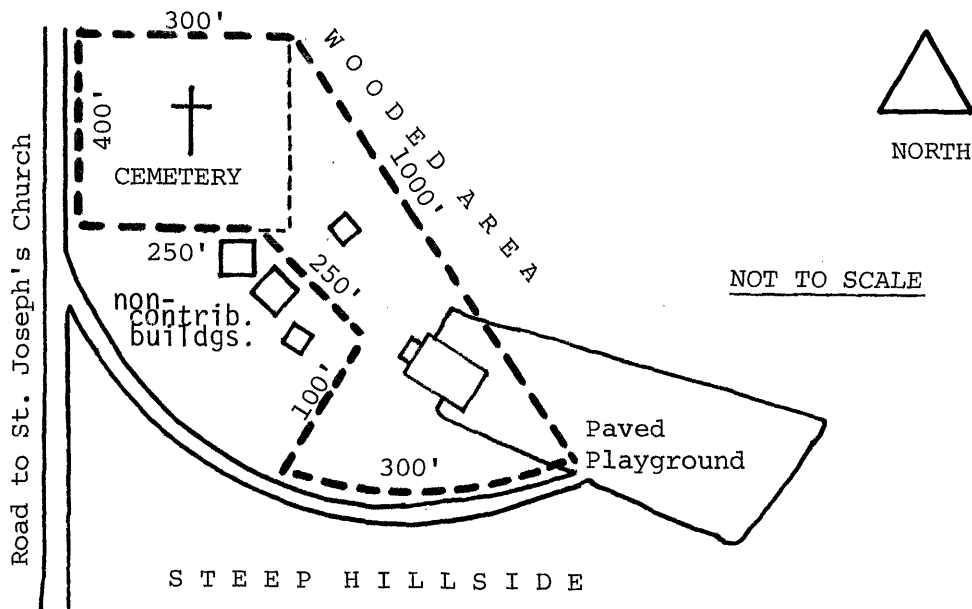 300'
WOODED AREA
400'
1000'
NORTH
CEMETERY
Road to St. Joseph's Church
250'
250'
NOT TO SCALE
non-
contrib.
buildgs.
100'
Paved
Playground
300'
STEEP HILLSIDE